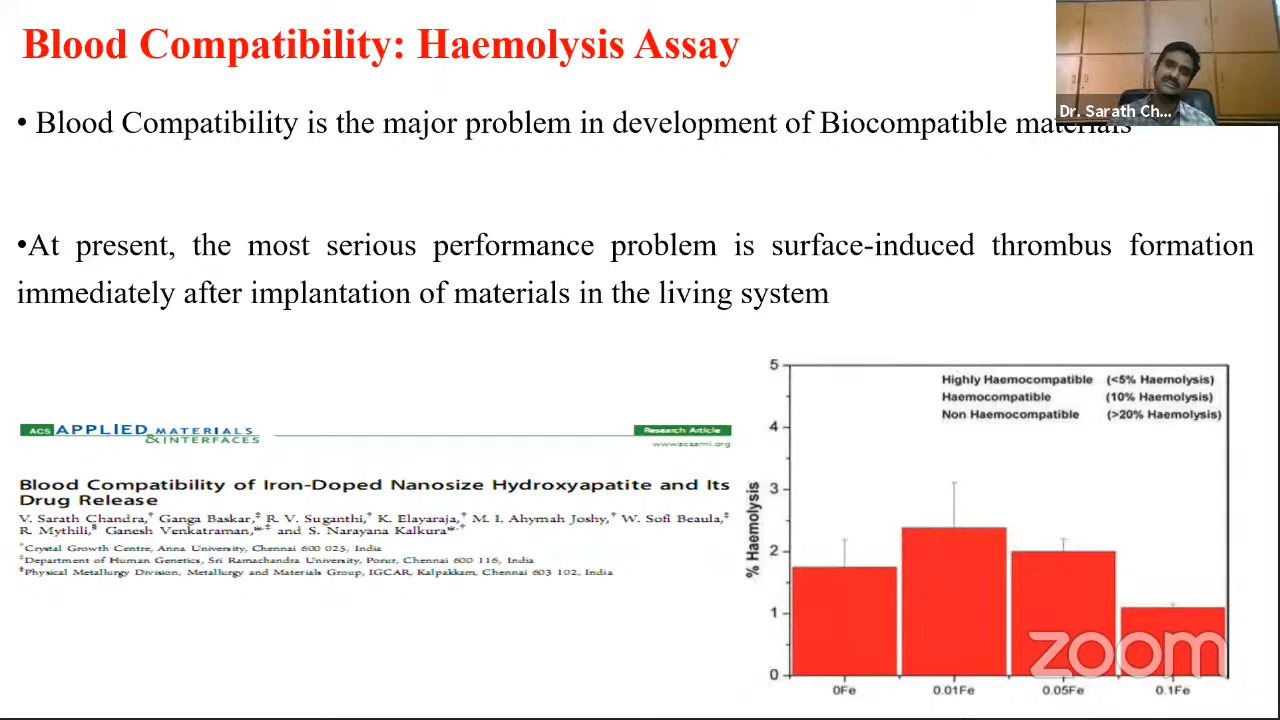 Blood Compatibility: Haemolysis Assay
Dr. Sarath Ch...
• Blood Compatibility is the major problem in development of Biocompatible materials
•At present, the most serious performance problem is surface-induced thrombus formation
immediately after implantation of materials in the living system
ACS APPLIED MATERIALS
& INTERFACES
Research Article
www.acsami.org
Blood Compatibility of Iron-Doped Nanosize Hydroxyapatite and Its
Drug Release
V. Sarath Chandra,† Ganga Baskar,‡ R. V. Suganthi,† K. Elayaraja,† M. I. Ahymah Joshy,† W. Sofi Beaula,‡
R. Mythili,§ Ganesh Venkatraman,*,‡ and S. Narayana Kalkura*,†
†Crystal Growth Centre, Anna University, Chennai 600 025, India
‡Department of Human Genetics, Sri Ramachandra University, Porur, Chennai 600 116, India
§Physical Metallurgy Division, Metallurgy and Materials Group, IGCAR, Kalpakkam, Chennai 603 102, India
Highly Haemocompatible (<5% Haemolysis)
Haemocompatible (10% Haemolysis)
Non Haemocompatible (>20% Haemolysis)
% Haemolysis
5
4
3
2
1
0
0Fe 0.01Fe 0.05Fe 0.1Fe
zoom